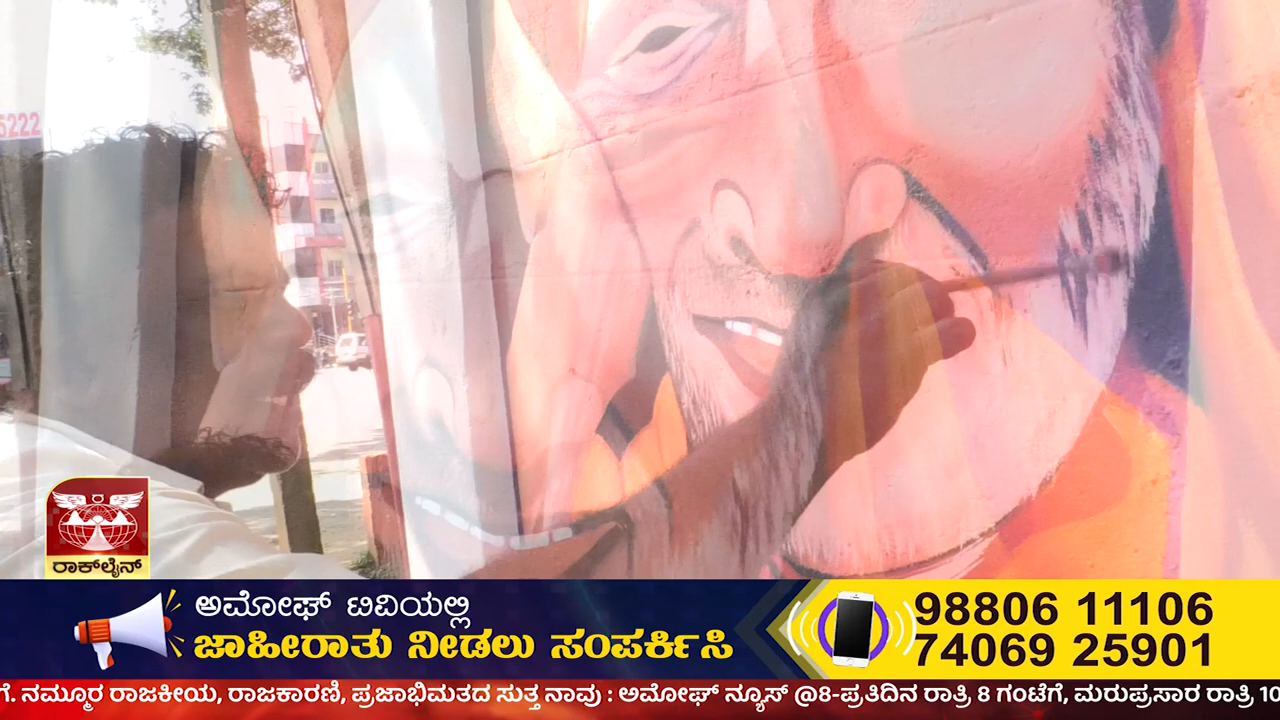 5222
ರಾಕ್‌ಲೈನ್
ಅಮೋಘ್ ಟಿವಿಯಲ್ಲಿ
ಜಾಹೀರಾತು ನೀಡಲು ಸಂಪರ್ಕಿಸಿ
98806 11106
74069 25901
ಗೆ. ನಮ್ಮೂರ ರಾಜಕೀಯ, ರಾಜಕಾರಣಿ, ಪ್ರಜಾಭಿಮತದ ಸುತ್ತ ನಾವು : ಅಮೋಘ್ ನ್ಯೂಸ್ @8-ಪ್ರತಿದಿನ ರಾತ್ರಿ 8 ಗಂಟೆಗೆ, ಮರುಪ್ರಸಾರ ರಾತ್ರಿ 10